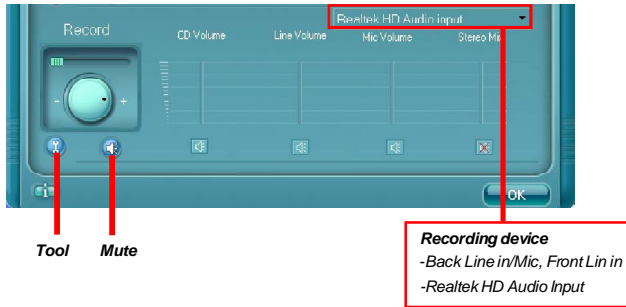 Realtek HD Audio input
Record
CD Volume
Line Volume
Mic Volume
Stereo Mix
-
+
i
OK
Tool
Mute
Recording device
-Back Line in/Mic, Front Lin in
-Realtek HD Audio Input